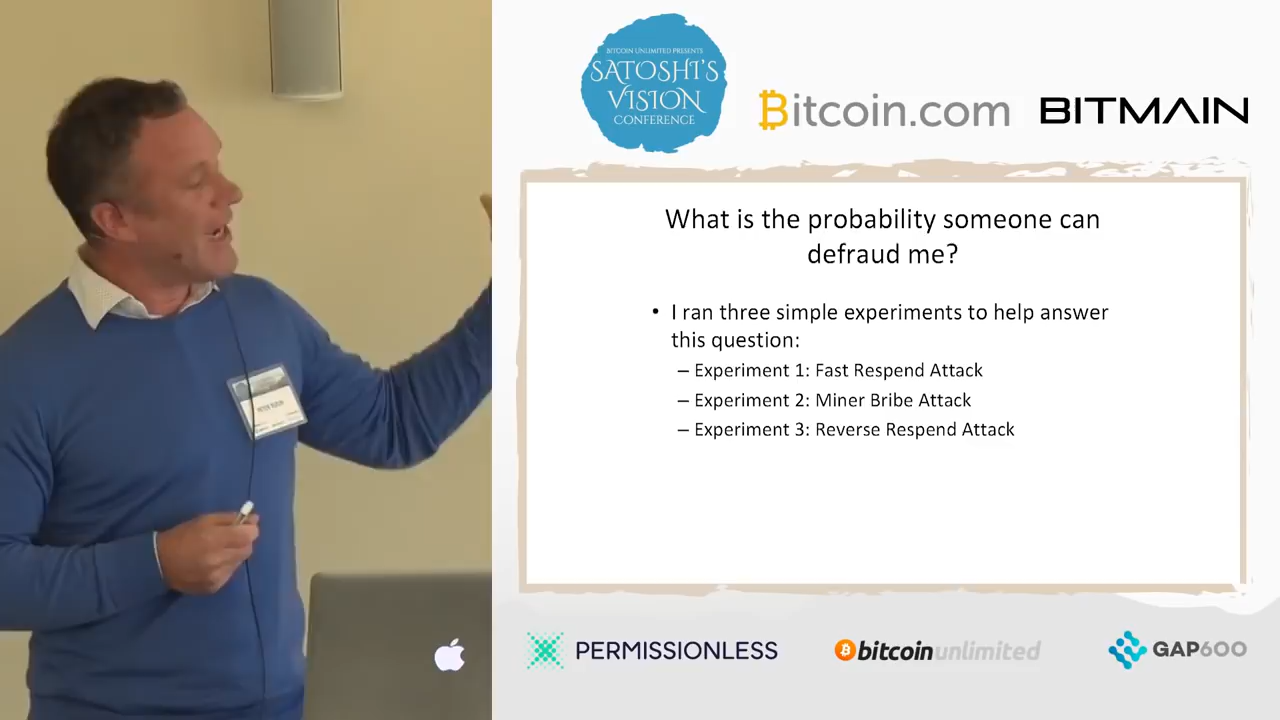 BITCOIN UNLIMITED PRESENTS
SATOSHI'S
VISION
CONFERENCE
Bitcoin.com
BITMAIN
What is the probability someone can
defraud me?
• I ran three simple experiments to help answer
this question:
– Experiment 1: Fast Respend Attack
– Experiment 2: Miner Bribe Attack
– Experiment 3: Reverse Respend Attack
PERMISSIONLESS
bitcoinunlimited
GAP600